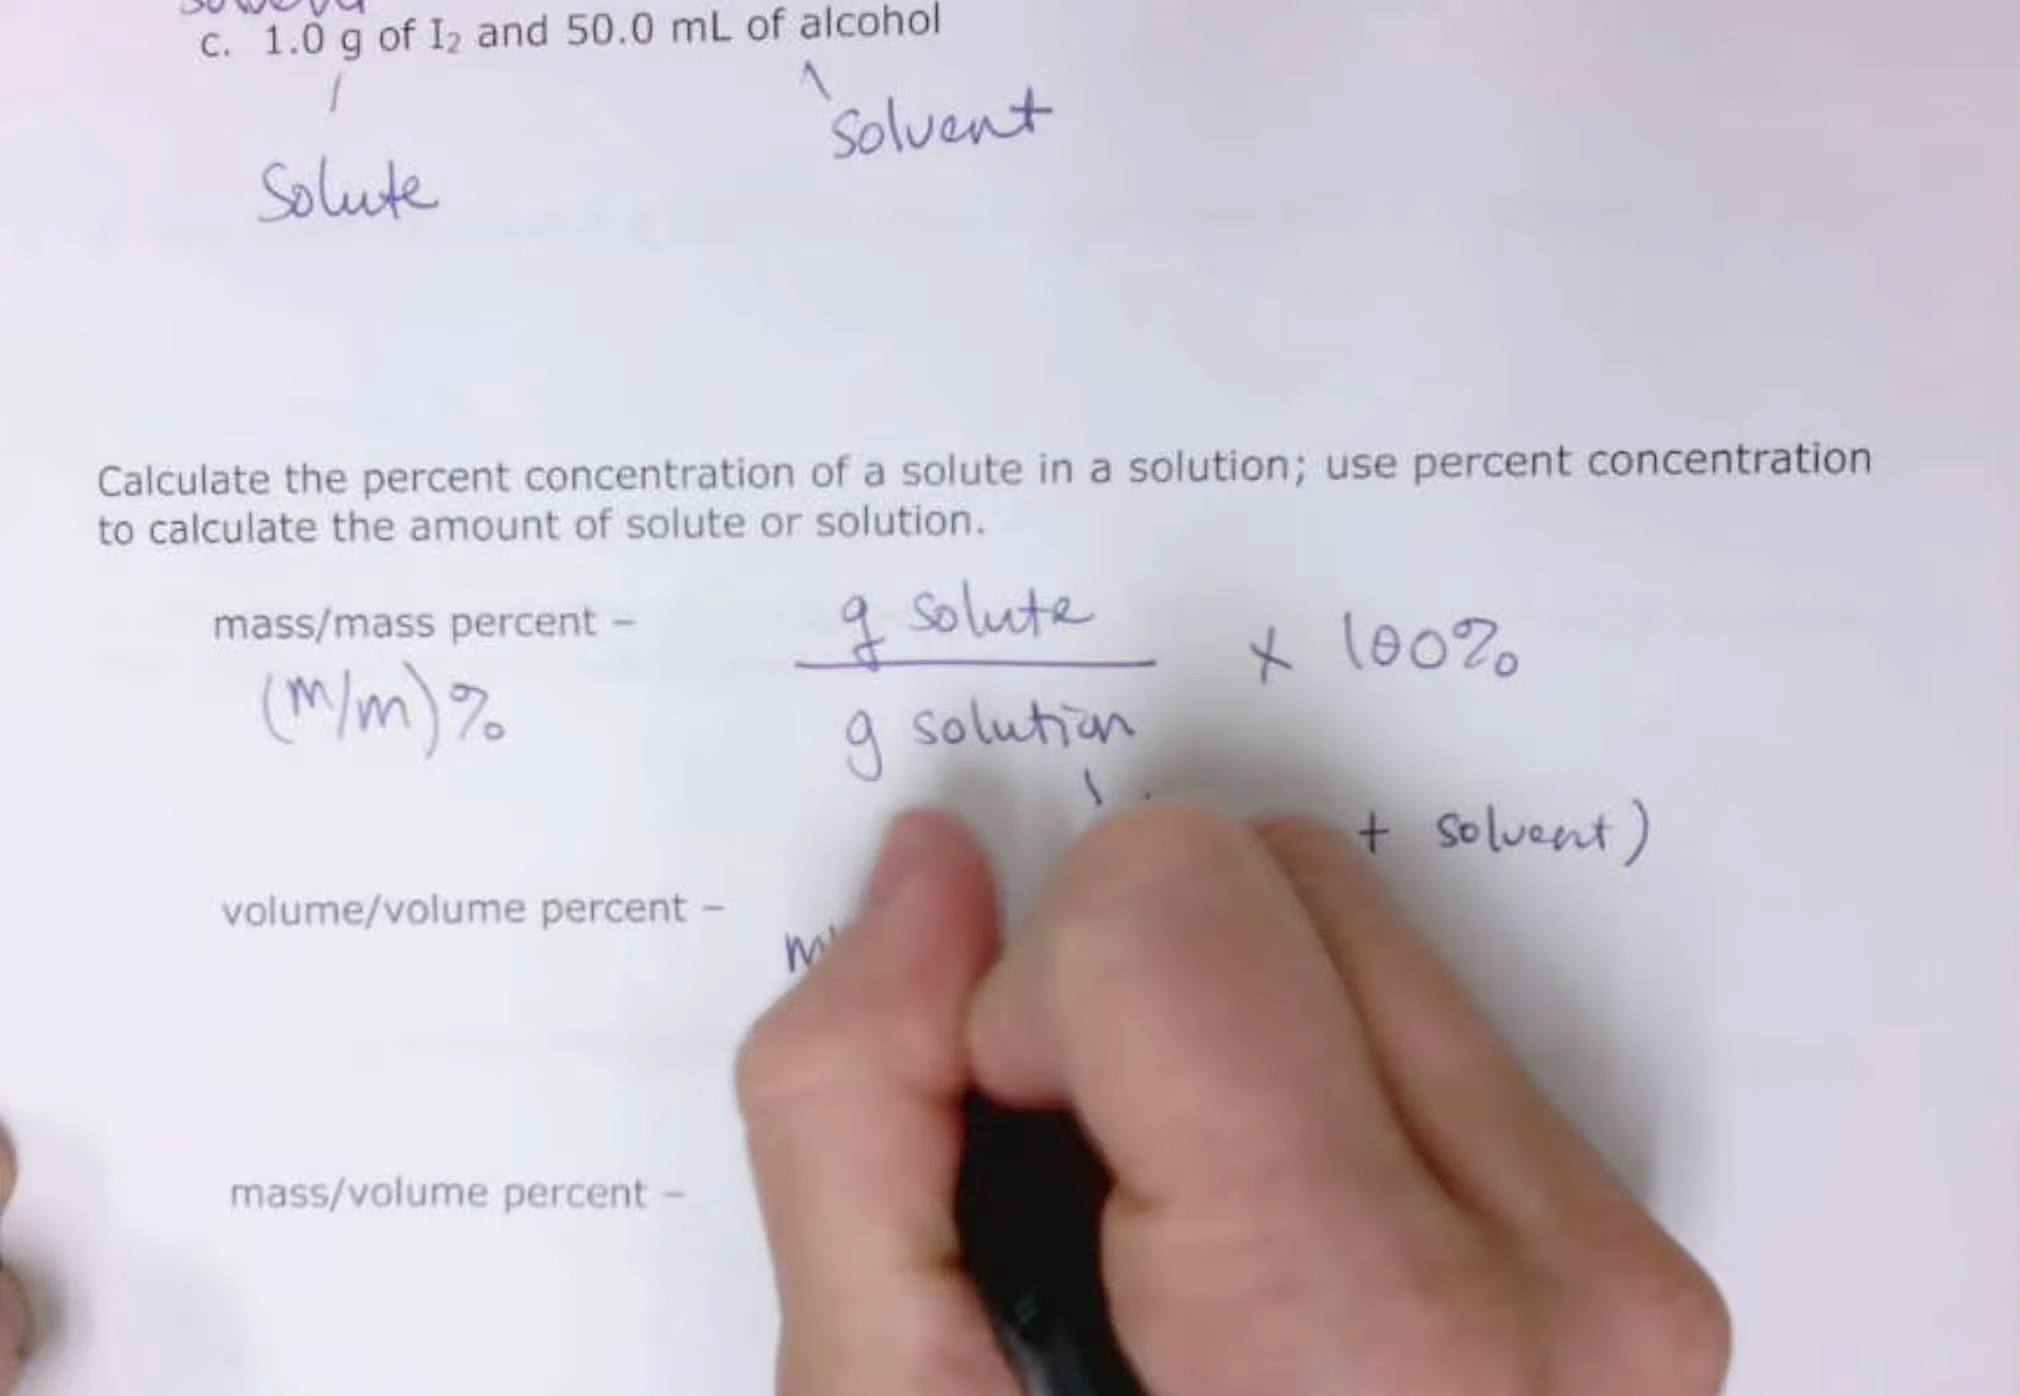 c. 1.0 g of I₂ and 50.0 mL of alcohol
Solute
solvent
Calculate the percent concentration of a solute in a solution; use percent concentration
to calculate the amount of solute or solution.
mass/mass percent – g solute
x 100%
(m/m)% g solution
+ solvent)
volume/volume percent –
mass/volume percent –